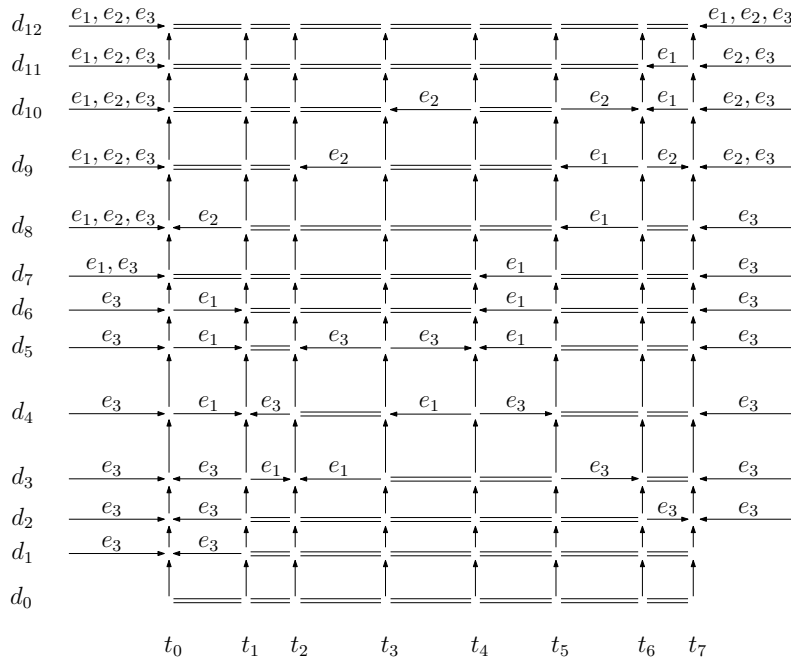 d₁₂ e₁, e₂, e₃ e₁, e₂, e₃
d₁₁ e₁, e₂, e₃ e₁ e₂, e₃
d₁₀ e₁, e₂, e₃ e₂ e₂ e₁ e₂, e₃
d₉ e₁, e₂, e₃ e₂ e₁ e₂ e₂, e₃
d₈ e₁, e₂, e₃ e₂ e₁ e₃
d₇ e₁, e₃ e₁ e₃
d₆ e₃ e₁ e₁ e₃
d₅ e₃ e₁ e₃ e₃ e₁ e₃
d₄ e₃ e₁ e₃ e₁ e₃ e₃
d₃ e₃ e₃ e₁ e₁ e₃ e₃
d₂ e₃ e₃ e₃ e₃
d₁ e₃ e₃
d₀
t₀ t₁ t₂ t₃ t₄ t₅ t₆ t₇